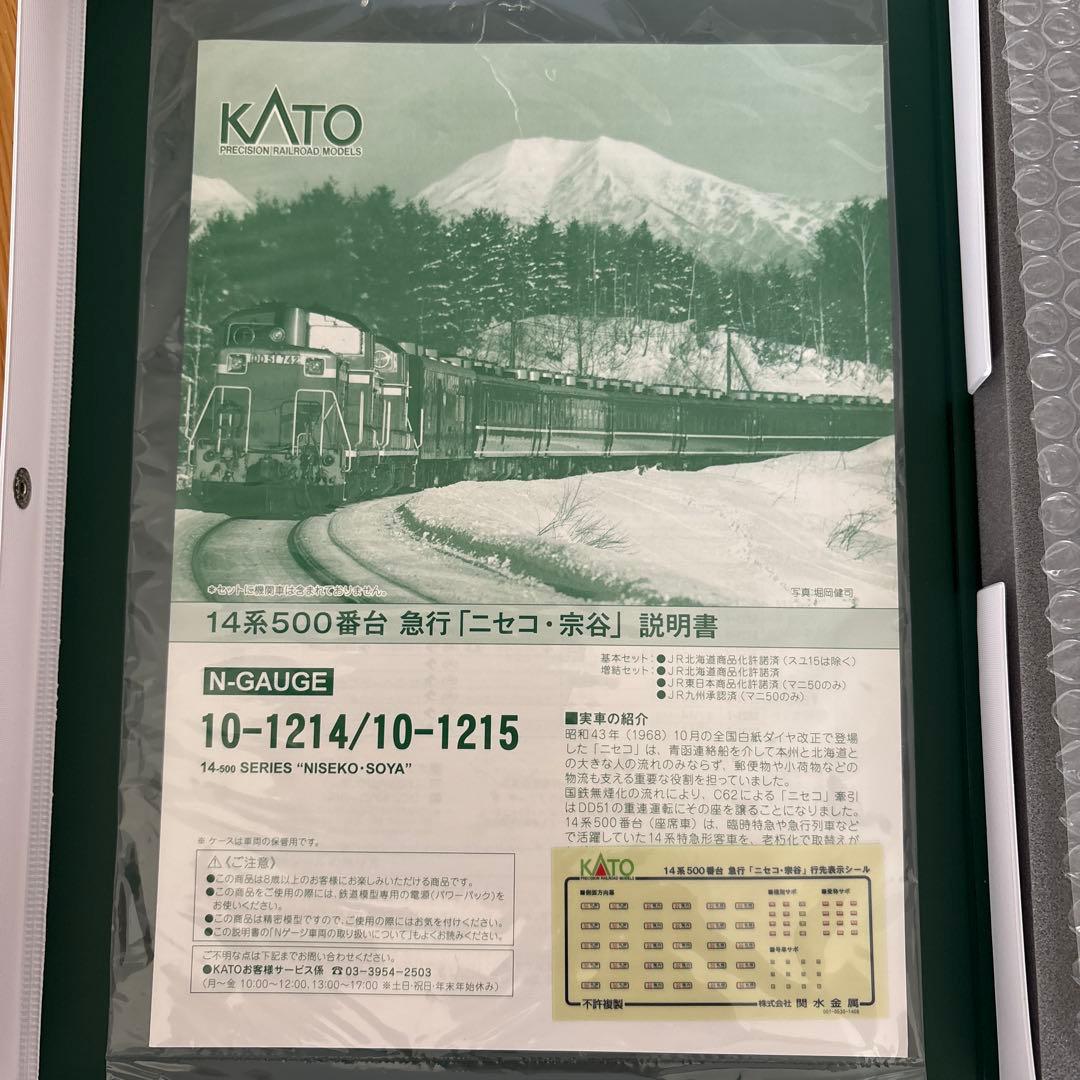 KATO
PRECISION RAILROAD MODELS
DD51 742
*セットに機関車は含まれておりません。
写真:堀岡健司
14系500番台 急行「ニセコ・宗谷」 説明書
基本セット:●JR北海道商品化許諾済(スユ15は除く)
増結セット:●JR北海道商品化許諾済
●JR東日本商品化許諾済(マニ50のみ)
●JR九州承認済(マニ50のみ)
N-GAUGE
10-1214/10-1215
14-500 SERIES “NISEKO・SOYA”
■実車の紹介
昭和43年(1968)10月の全国白紙ダイヤ改正で登場
した「ニセコ」は、青函連絡船を介して本州と北海道と
の大きな人の流れのみならず、郵便物や小荷物などの
物流も支える重要な役割を担っていました。
国鉄無煙化の流れにより、C62による「ニセコ」牽引
はDD51の重連運転にその座を譲ることになりました。
14系500番台(座席車)は、臨時特急や急行列車など
で活躍していた14系特急形客車を、老朽化で取替えが
※ ケースは車両の保管用です。
⚠《ご注意》
●この商品は8歳以上のお客様にお楽しみいただける商品です。
●この商品をご使用の際には、鉄道模型専用の電源(パワーパック)を
お使いください。
●この商品は精密模型ですので、ご使用の際にはお気を付けください。
●この説明書の「Nゲージ車両の取り扱いについて」もよくお読みください。
ご不明な点は下記までお問い合わせください。
●KATOお客様サービス係 ☎03-3954-2503
(月~金 10:00~12:00、13:00~17:00 ※土日・祝日・年末年始休み)
KATO
PRECISION RAILROAD MODELS
14系500番台 急行「ニセコ・宗谷」行先表示シール
■側面方向幕
■種別サボ
■愛称サボ
■号車サボ
不許複製
株式会社 関水金属
001-0530-1408